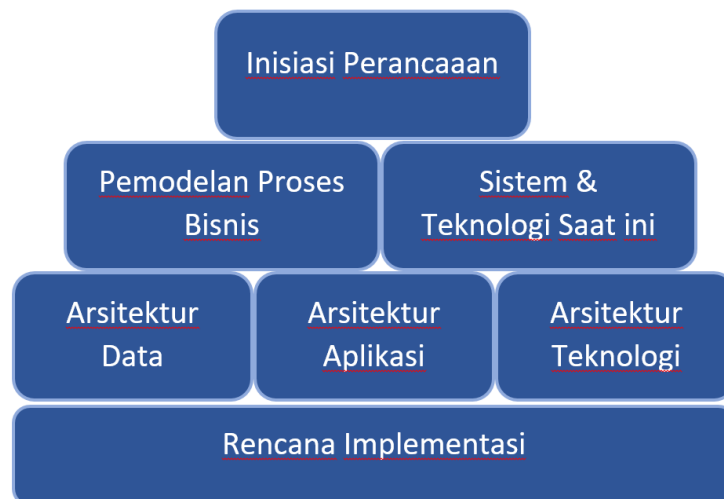 Inisiasi Perancaaan
Pemodelan Proses
Bisnis
Sistem &
Teknologi Saat ini
Arsitektur
Data
Arsitektur
Aplikasi
Arsitektur
Teknologi
Rencana Implementasi